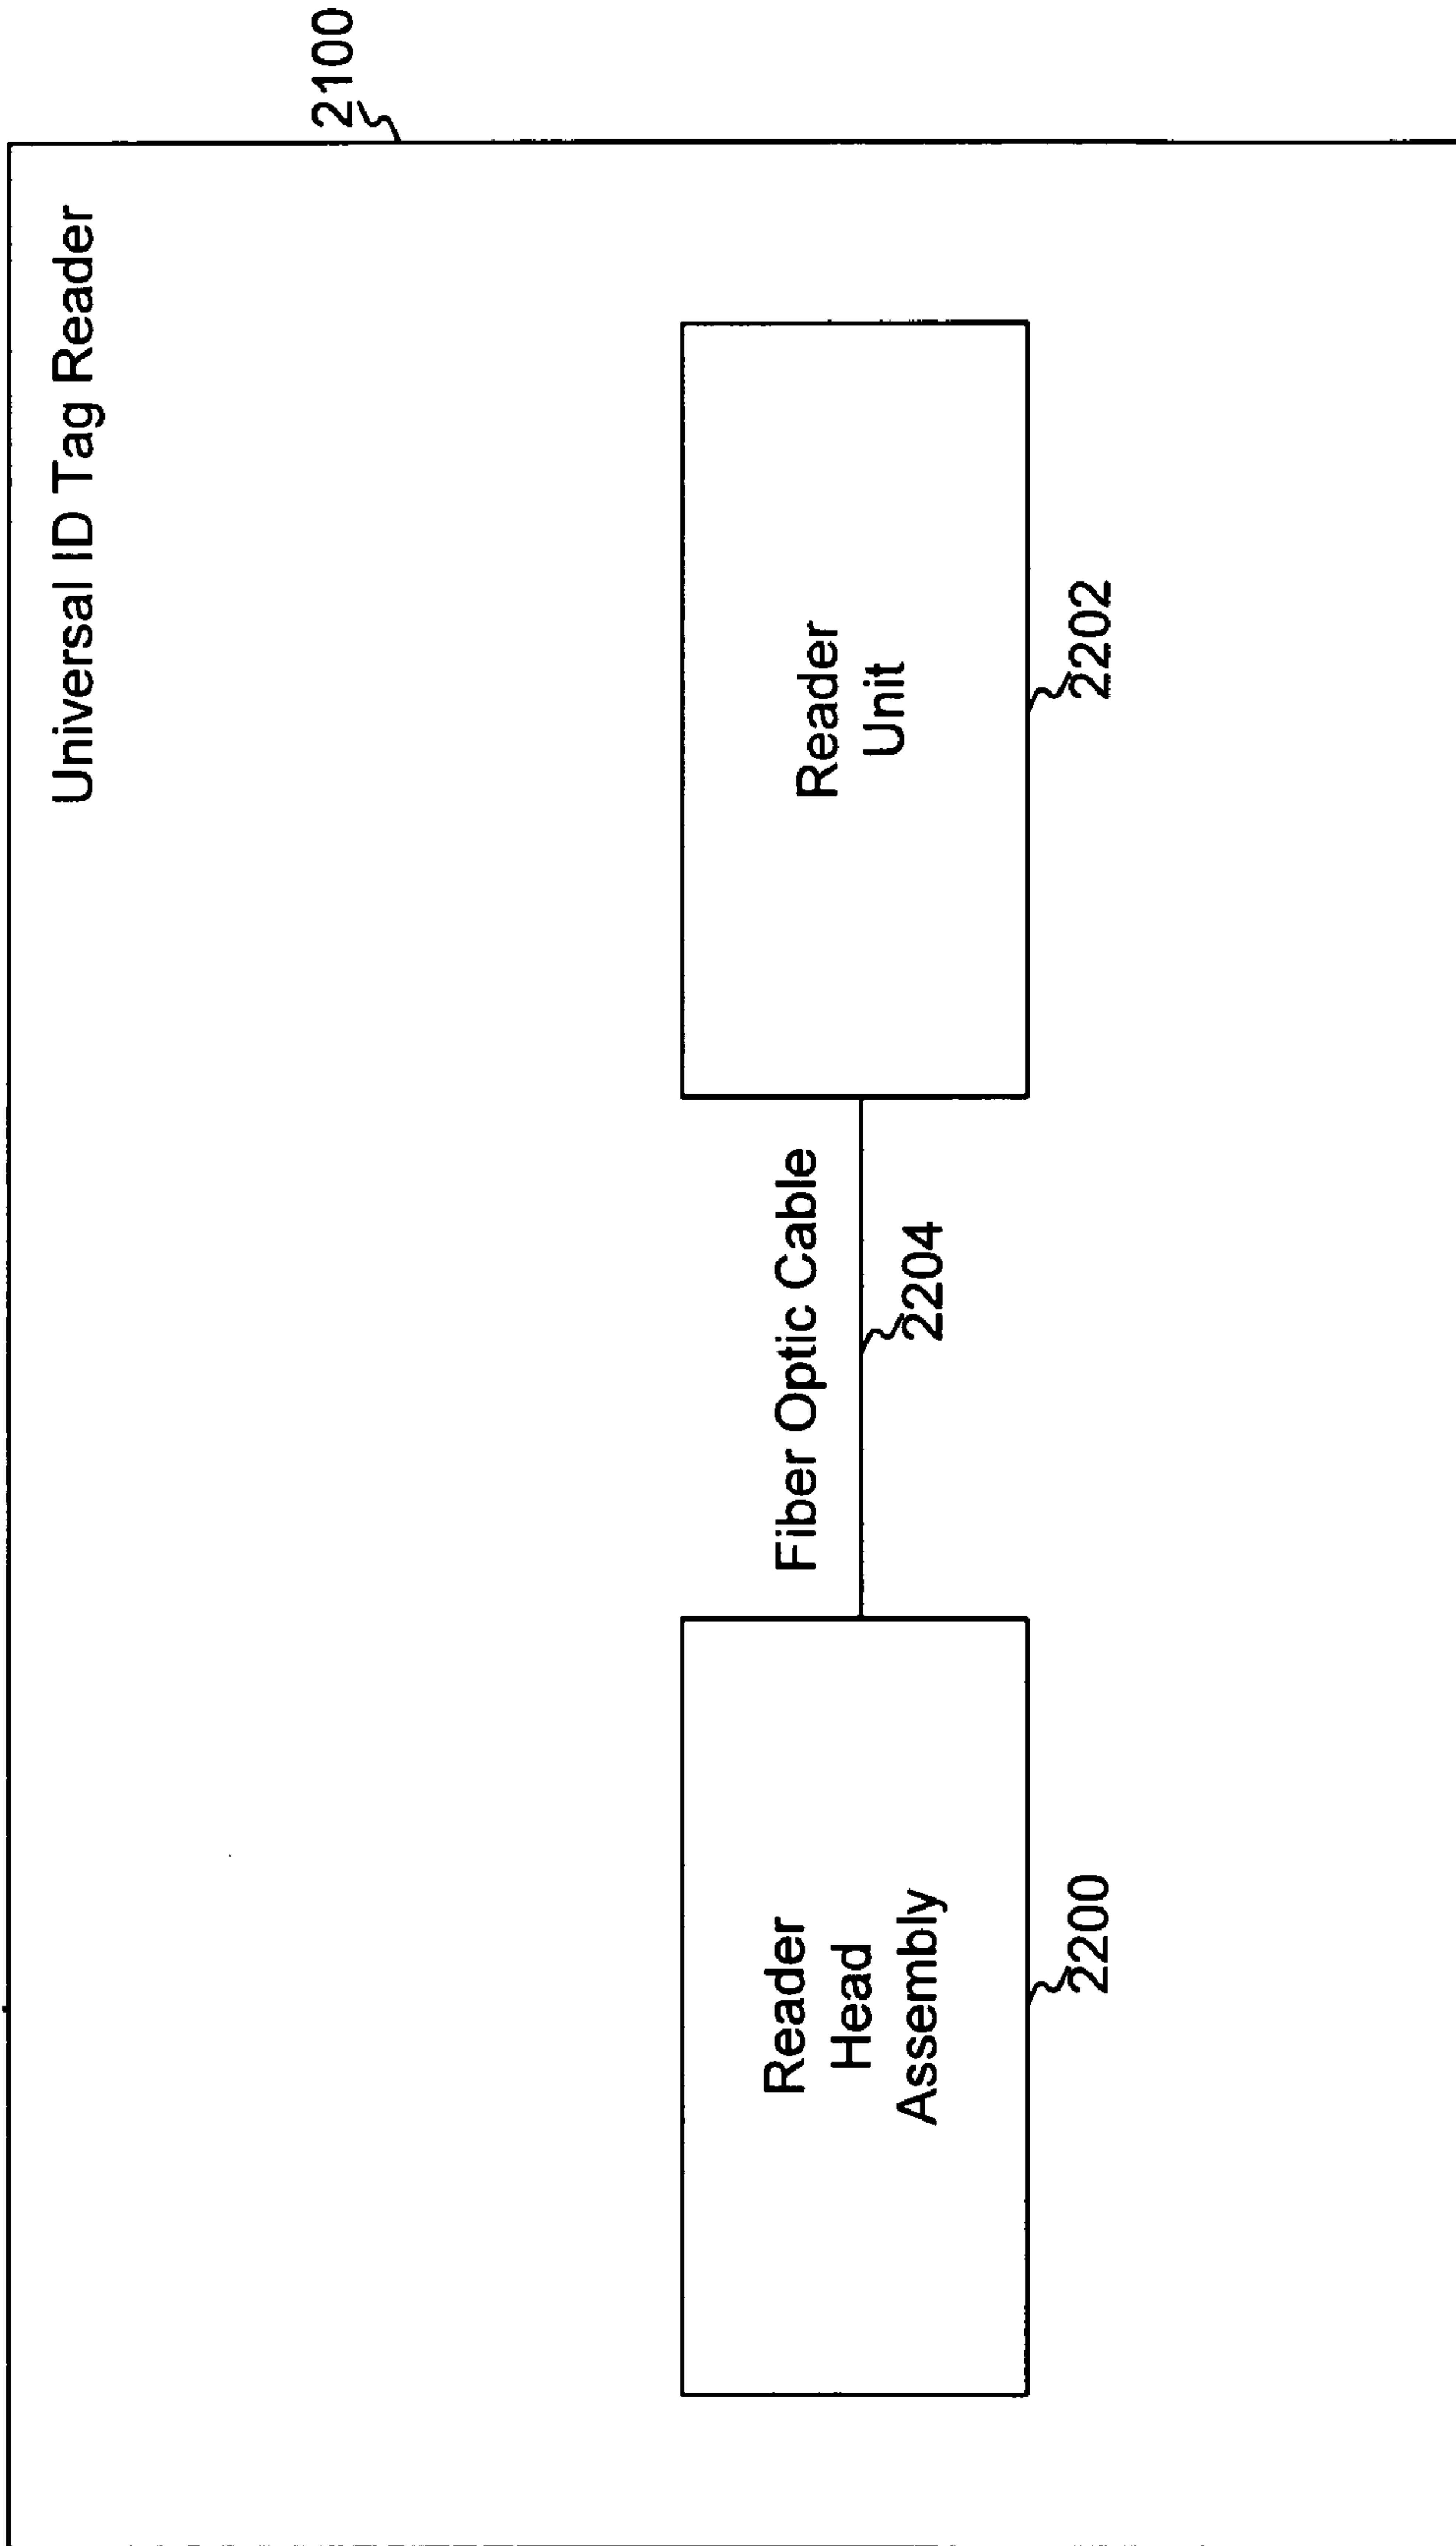 Universal ID Tag Reader
2100
Reader
Head
Assembly
2200
Fiber Optic Cable
2204
Reader
Unit
2202